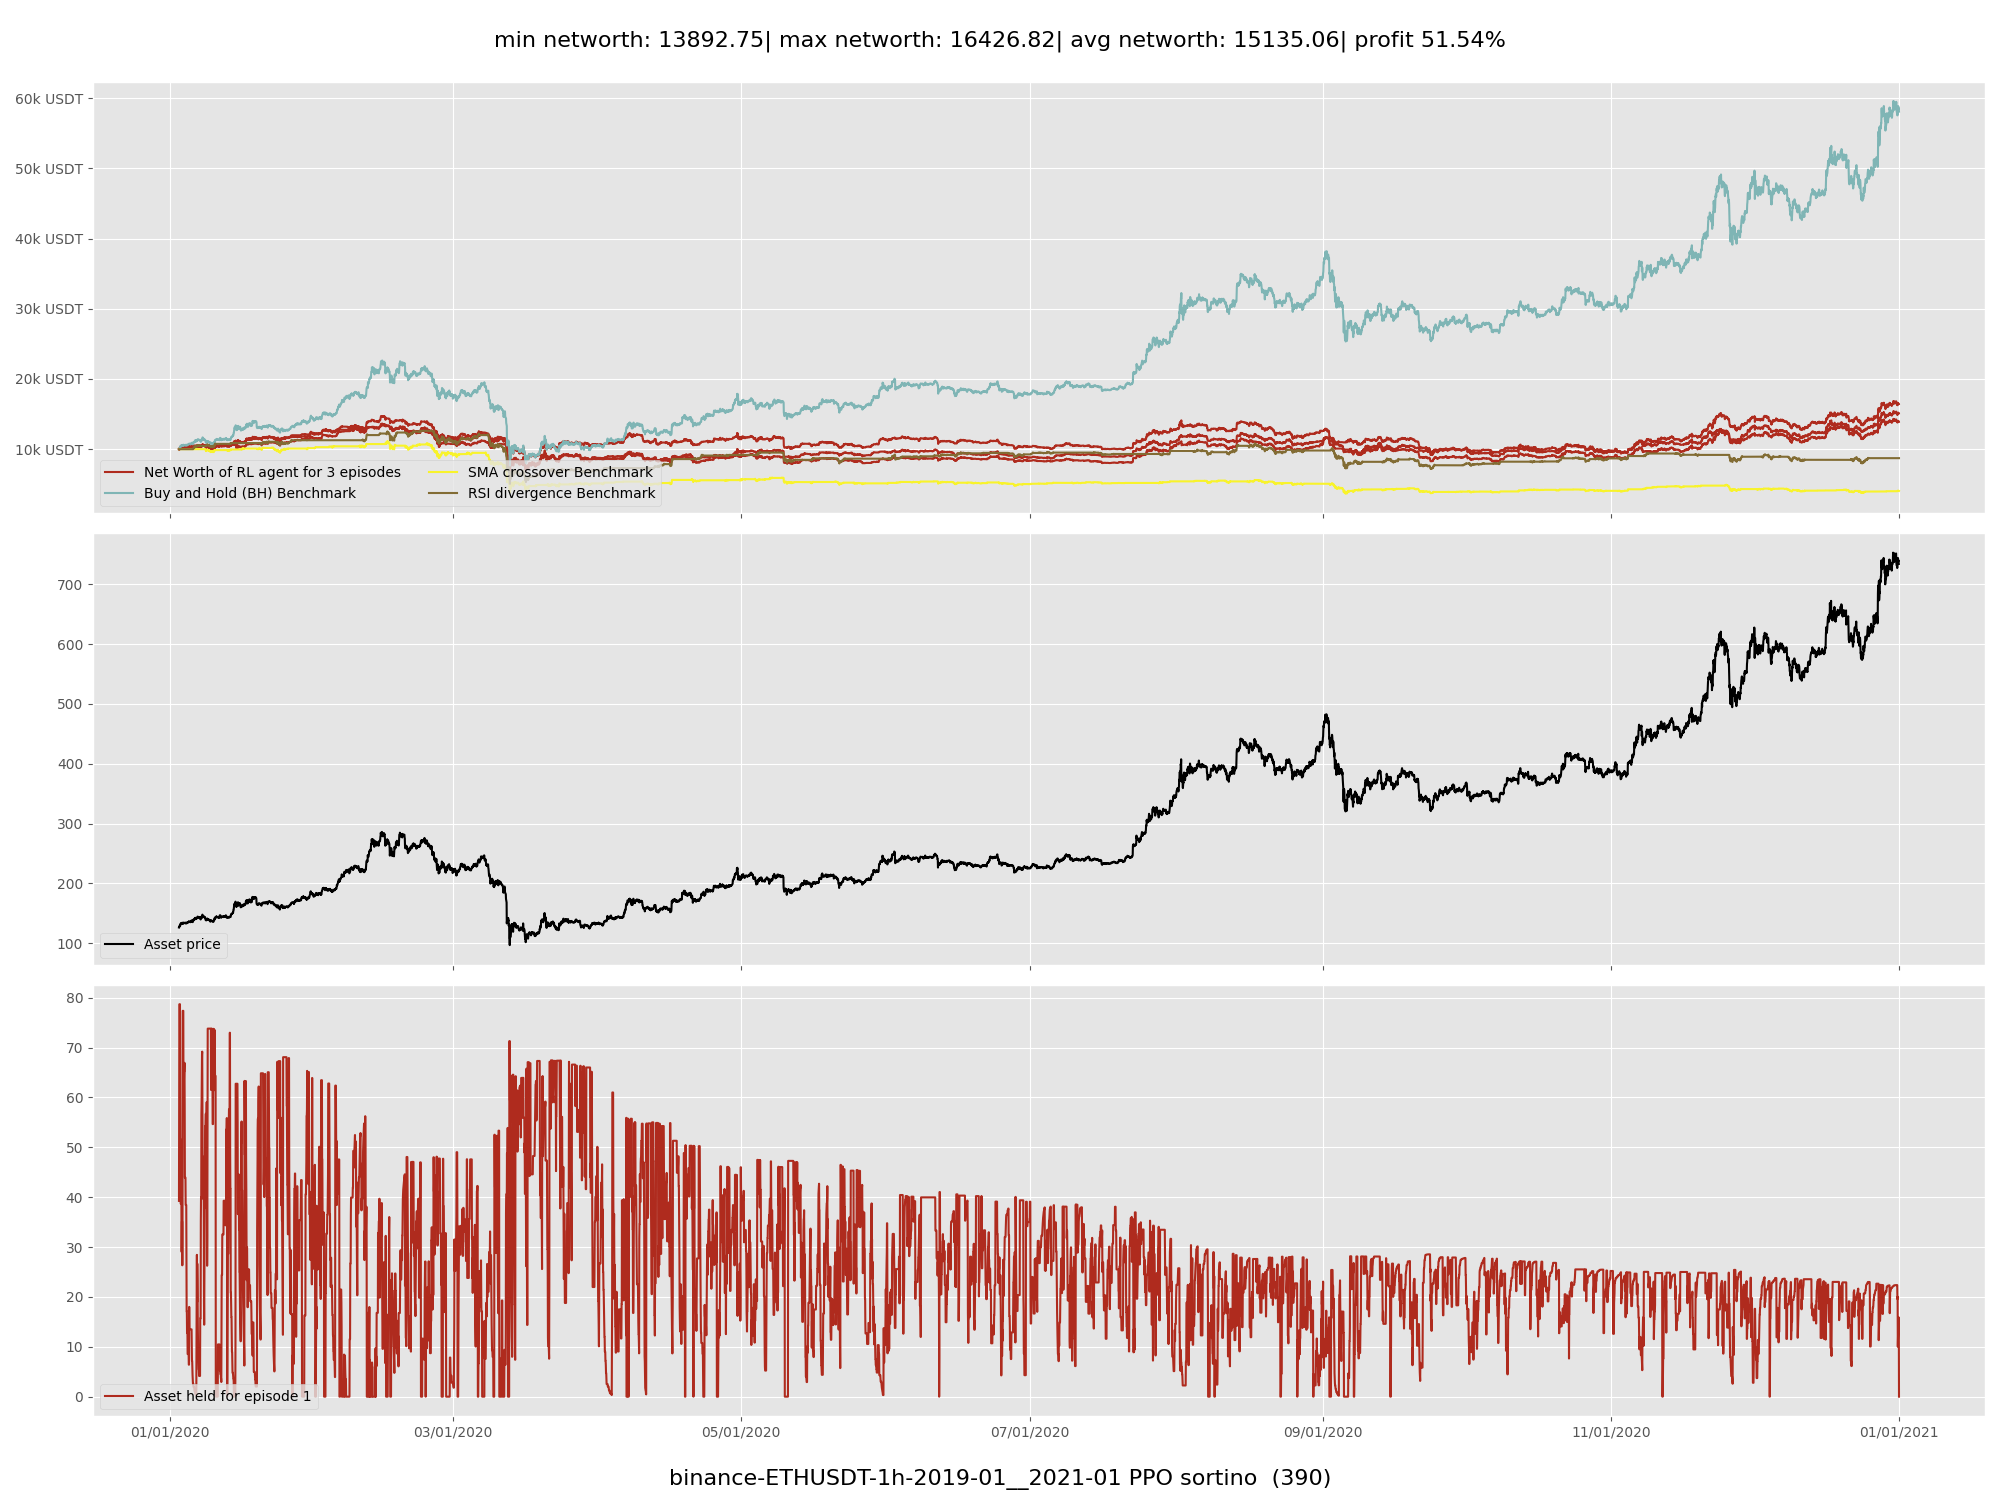 min networth: 13892.75| max networth: 16426.82| avg networth: 15135.06| profit 51.54%
60k USDT
50k USDT
40k USDT
30k USDT
20k USDT
10k USDT
Net Worth of RL agent for 3 episodes
Buy and Hold (BH) Benchmark
SMA crossover Benchmark
RSI divergence Benchmark
700
600
500
400
300
200
100
Asset price
80
70
60
50
40
30
20
10
0
Asset held for episode 1
01/01/2020 03/01/2020 05/01/2020 07/01/2020 09/01/2020 11/01/2020 01/01/2021
binance-ETHUSDT-1h-2019-01__2021-01 PPO sortino (390)